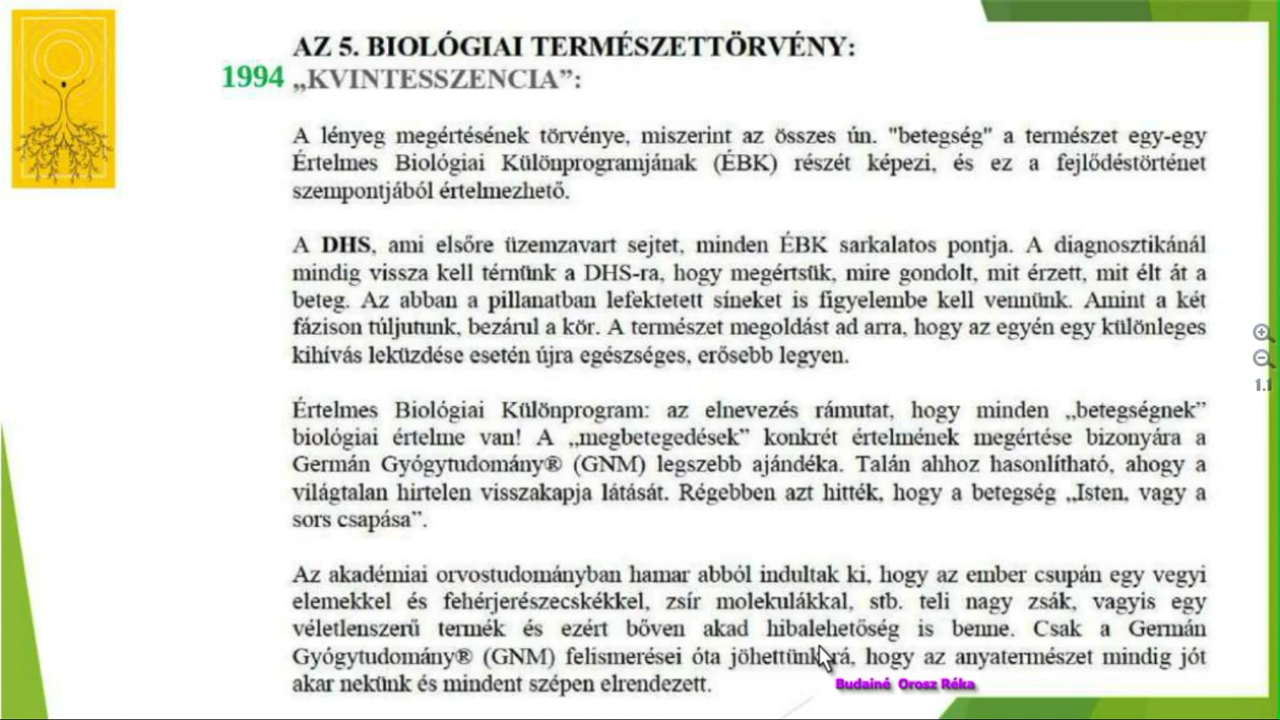 AZ 5. BIOLÓGIAI TERMÉSZETTÖRVÉNY:
1994 „KVINTESSZENCIA”:
A lényeg megértésének törvénye, miszerint az összes ún. "betegség" a természet egy-egy
Értelmes Biológiai Különprogramjának (ÉBK) részét képezi, és ez a fejlődéstörténet
szempontjából értelmezhető.
A DHS, ami elsőre üzemzavart sejtet, minden ÉBK sarkalatos pontja. A diagnosztikánál
mindig vissza kell térnünk a DHS-ra, hogy megértsük, mire gondolt, mit érzett, mit élt át a
beteg. Az abban a pillanatban lefektetett síneket is figyelembe kell vennünk. Amint a két
fázison túljutunk, bezárul a kör. A természet megoldást ad arra, hogy az egyén egy különleges
kihívás leküzdése esetén újra egészséges, erősebb legyen.
Értelmes Biológiai Különprogram: az elnevezés rámutat, hogy minden „betegségnek”
biológiai értelme van! A „megbetegedések” konkrét értelmének megértése bizonyára a
Germán Gyógytudomány® (GNM) legszebb ajándéka. Talán ahhoz hasonlítható, ahogy a
világtalan hirtelen visszakapja látását. Régebben azt hitték, hogy a betegség „Isten, vagy a
sors csapása”.
Az akadémiai orvostudományban hamar abból indultak ki, hogy az ember csupán egy vegyi
elemekkel és fehérjerészecskékkel, zsír molekulákkal, stb. teli nagy zsák, vagyis egy
véletlenszerű termék és ezért bőven akad hibalehetőség is benne. Csak a Germán
Gyógytudomány® (GNM) felismerései óta jöhettünk rá, hogy az anyatermészet mindig jót
akar nekünk és mindent szépen elrendezett.
Budainé Orosz Réka
1.1